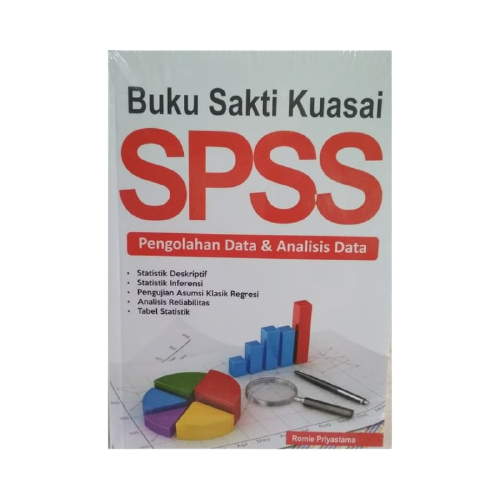 Buku Sakti Kuasai
SPSS
Pengolahan Data & Analisis Data
• Statistik Deskriptif
• Statistik Inferensi
• Pengujian Asumsi Klasik Regresi
• Analisis Reliabilitas
• Tabel Statistik
Romie Priyastama